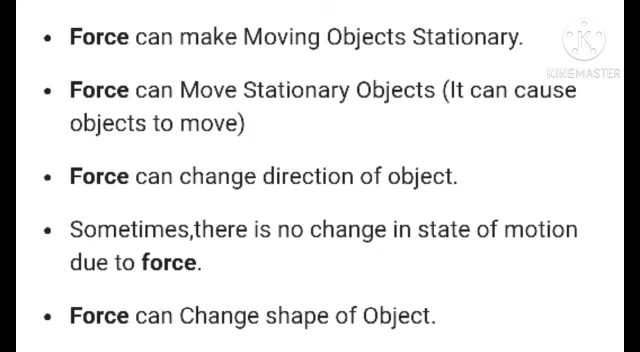 • Force can make Moving Objects Stationary.
KINEMASTER
• Force can Move Stationary Objects (It can cause
objects to move)
• Force can change direction of object.
• Sometimes,there is no change in state of motion
due to force.
• Force can Change shape of Object.